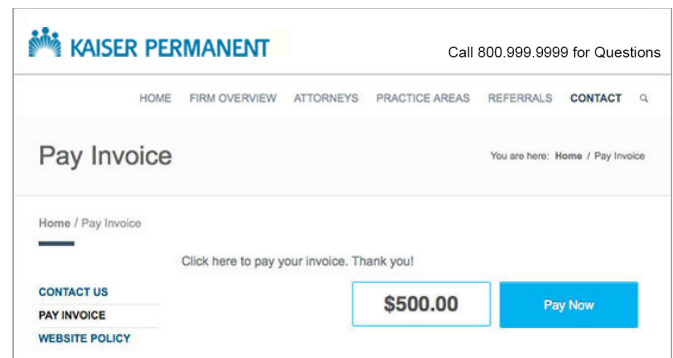 KAISER PERMANENT
Call 800.999.9999 for Questions
HOME FIRM OVERVIEW ATTORNEYS PRACTICE AREAS REFERRALS CONTACT
Pay Invoice
You are here: Home / Pay Invoice
Home / Pay Invoice
Click here to pay your invoice. Thank you!
CONTACT US
$500.00 Pay Now
PAY INVOICE
WEBSITE POLICY